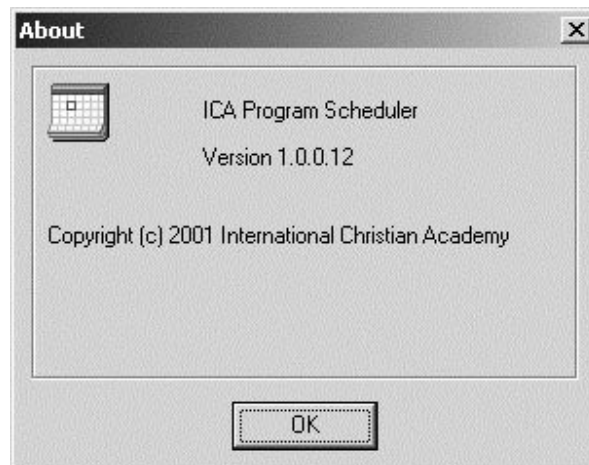 About
ICA Program Scheduler
Version 1.0.0.12
Copyright (c) 2001 International Christian Academy
OK